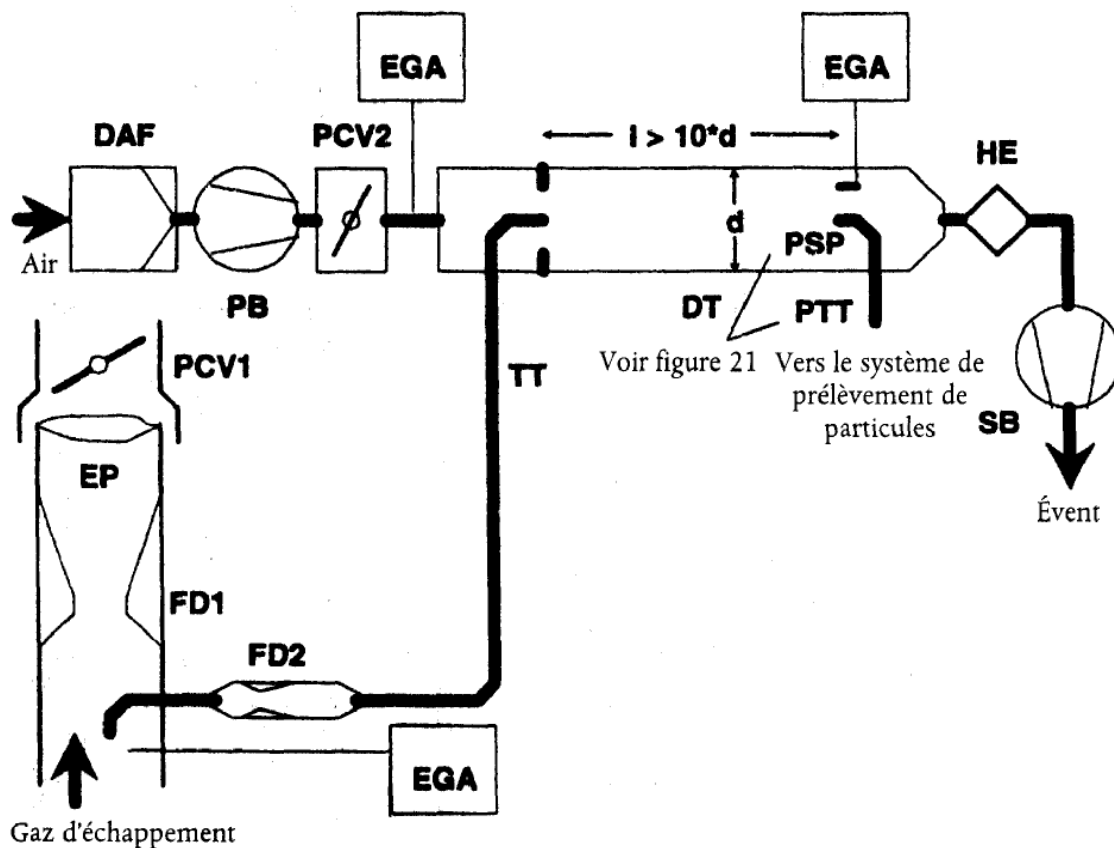 EGA
EGA
DAF
PCV2
l > 10*d
HE
Air
d
PSP
PB
DT
PTT
PCV1
TT
Voir figure 21
Vers le système de
prélèvement de
particules
SB
EP
Évent
FD1
FD2
EGA
Gaz d'échappement